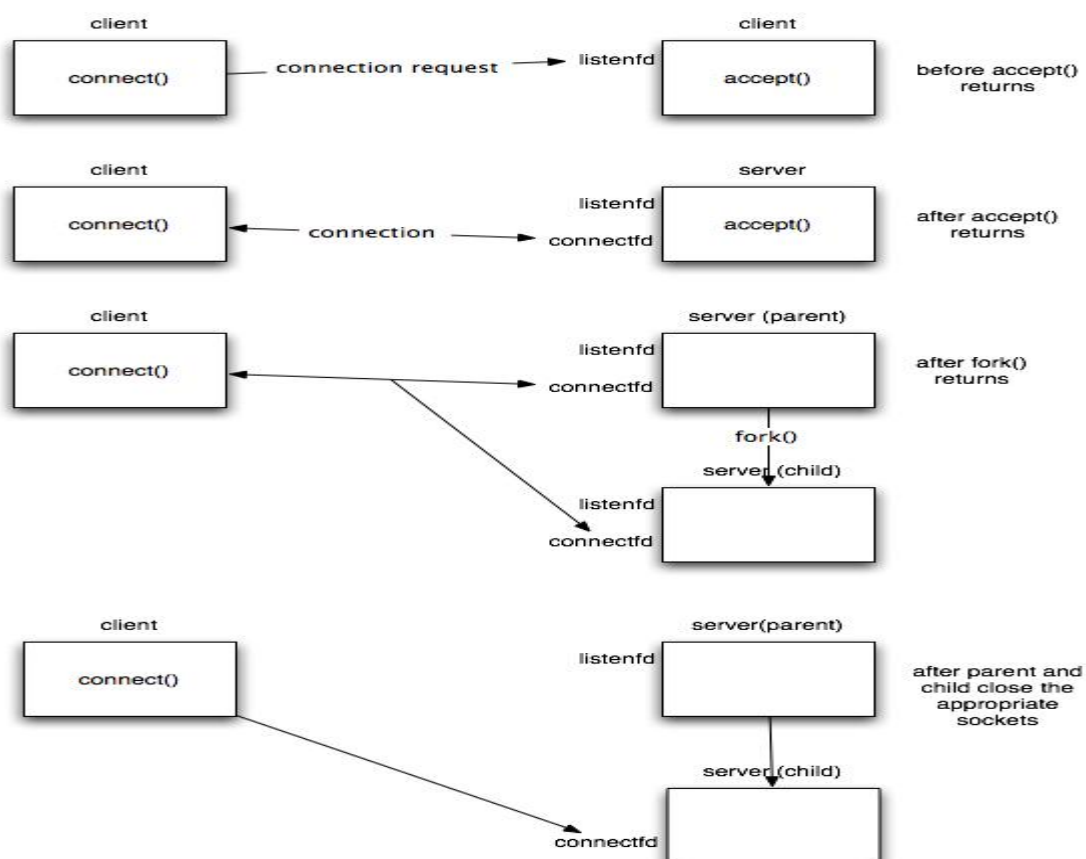 client
client
connect()
connection request
listenfd
accept()
before accept()
returns
client
server
connect()
connection
listenfd
connectfd
accept()
after accept()
returns
client
server (parent)
connect()
listenfd
connectfd
after fork()
returns
fork()
server (child)
listenfd
connectfd
client
server(parent)
connect()
listenfd
after parent and
child close the
appropriate
sockets
server (child)
connectfd